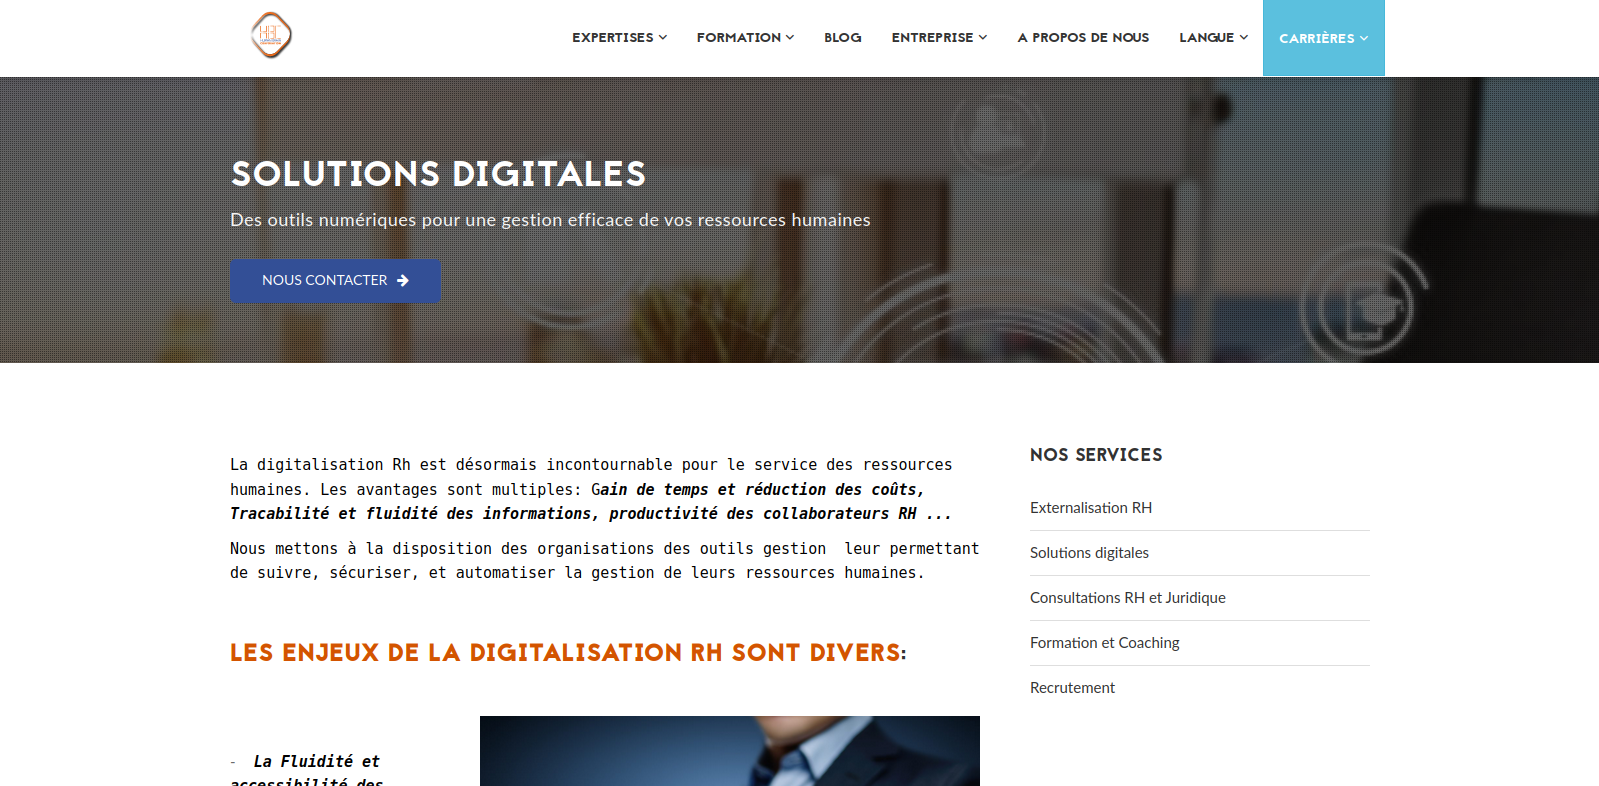 EXPERTISES
FORMATION
BLOG
ENTREPRISE
A PROPOS DE NOUS
LANGUE
CARRIÈRES
SOLUTIONS DIGITALES
Des outils numériques pour une gestion efficace de vos ressources humaines
NOUS CONTACTER
La digitalisation Rh est désormais incontournable pour le service des ressources
humaines. Les avantages sont multiples: Gain de temps et réduction des coûts,
Tracabilité et fluidité des informations, productivité des collaborateurs RH ...
Nous mettons à la disposition des organisations des outils gestion  leur permettant
de suivre, sécuriser, et automatiser la gestion de leurs ressources humaines.
LES ENJEUX DE LA DIGITALISATION RH SONT DIVERS:
- La Fluidité et
accessibilité des
NOS SERVICES
Externalisation RH
Solutions digitales
Consultations RH et Juridique
Formation et Coaching
Recrutement